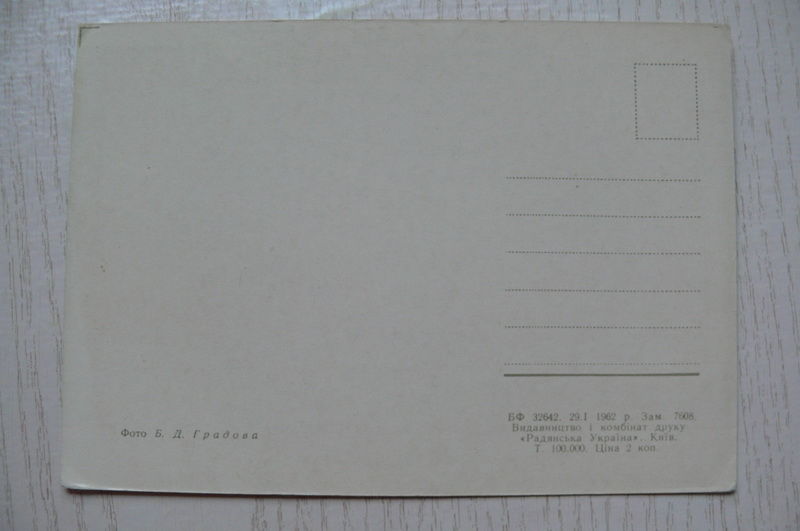 Фото Б. Д. Градова
БФ 32642. 29.I 1962 р. Зам. 7608.
Видавництво і комбінат друку
«Радянська Україна». Київ.
Т. 100.000. Ціна 2 коп.